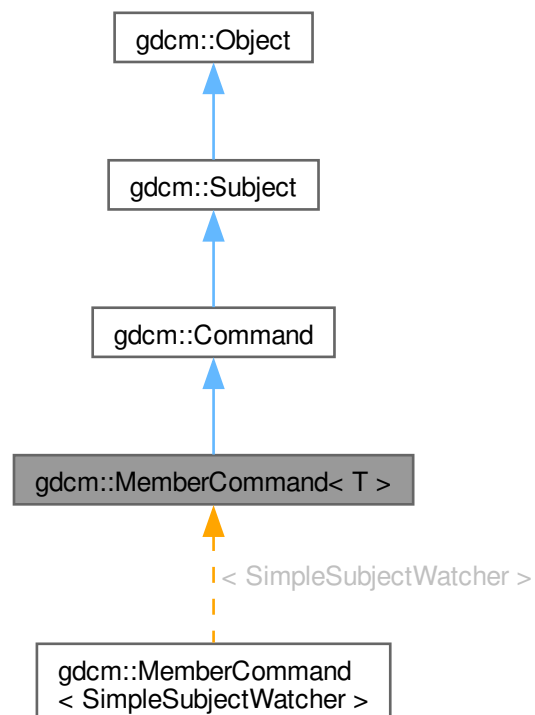 gdcm::Object
gdcm::Subject
gdcm::Command
gdcm::MemberCommand< T >
< SimpleSubjectWatcher >
gdcm::MemberCommand
< SimpleSubjectWatcher >